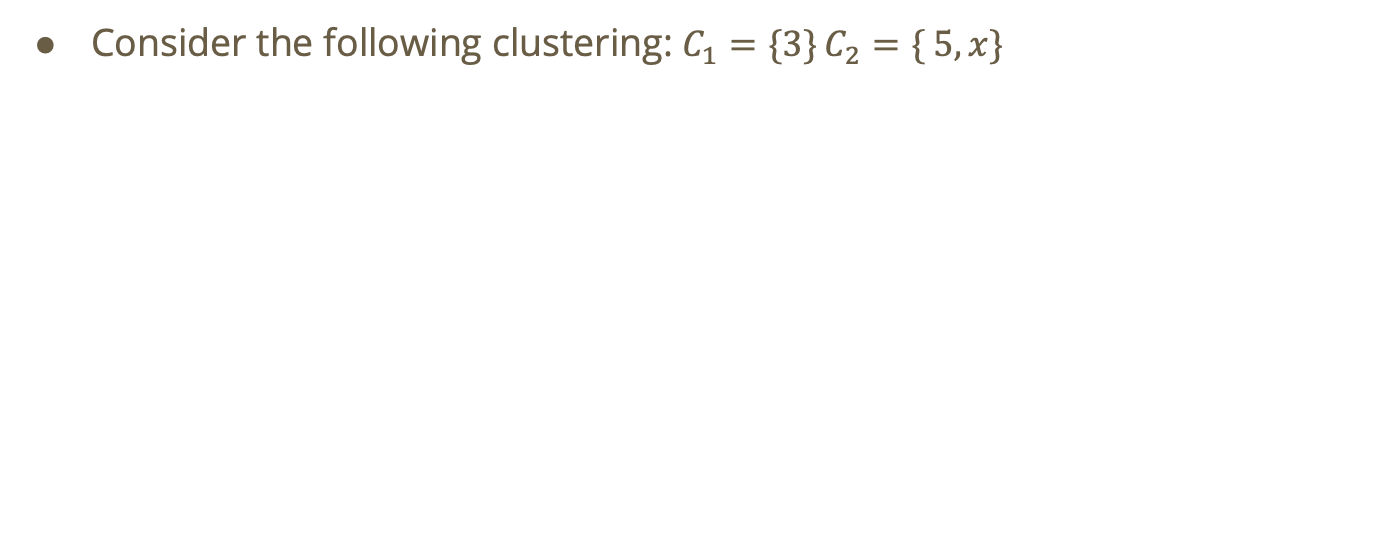 ● Consider the following clustering: C₁ = {3} C₂ = { 5, x}